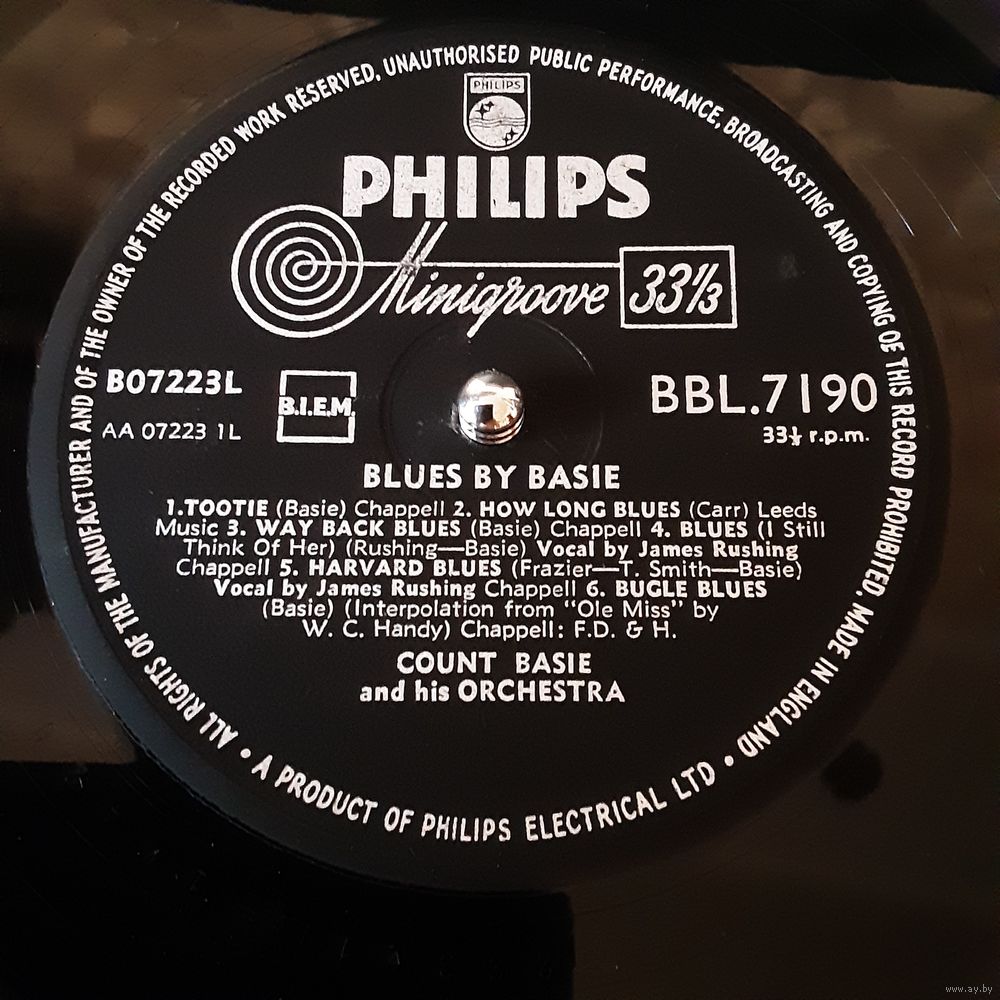 ALL RIGHTS OF THE MANUFACTURER AND OF THE OWNER OF THE RECORDED WORK RESERVED. UNAUTHORISED PUBLIC PERFORMANCE, BROADCASTING AND COPYING OF THIS RECORD PROHIBITED. MADE IN ENGLAND
PHILIPS
PHILIPS
Minigroove 33⅓
B07223L
B.I.E.M.
BBL.7190
AA 07223 1L
33⅓ r.p.m.
BLUES BY BASIE
1.TOOTIE (Basie) Chappell 2. HOW LONG BLUES (Carr) Leeds
Music 3. WAY BACK BLUES (Basie) Chappell 4. BLUES (I Still
Think Of Her) (Rushing—Basie) Vocal by James Rushing
Chappell 5. HARVARD BLUES (Frazier—T. Smith—Basie)
Vocal by James Rushing Chappell 6. BUGLE BLUES
(Basie) (Interpolation from "Ole Miss" by
W. C. Handy) Chappell: F.D. & H.
COUNT BASIE
and his ORCHESTRA
• A PRODUCT OF PHILIPS ELECTRICAL LTD •
www.ay.by